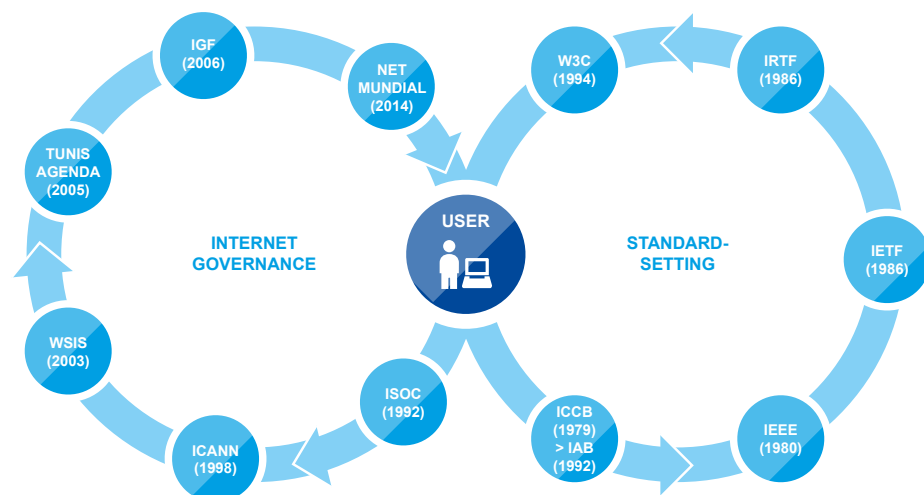 IGF
(2006)
NET
MUNDIAL
(2014)
TUNIS
AGENDA
(2005)
INTERNET
GOVERNANCE
WSIS
(2003)
ICANN
(1998)
ISOC
(1992)
USER
W3C
(1994)
IRTF
(1986)
STANDARD-
SETTING
IETF
(1986)
ICCB
(1979)
> IAB
(1992)
IEEE
(1980)